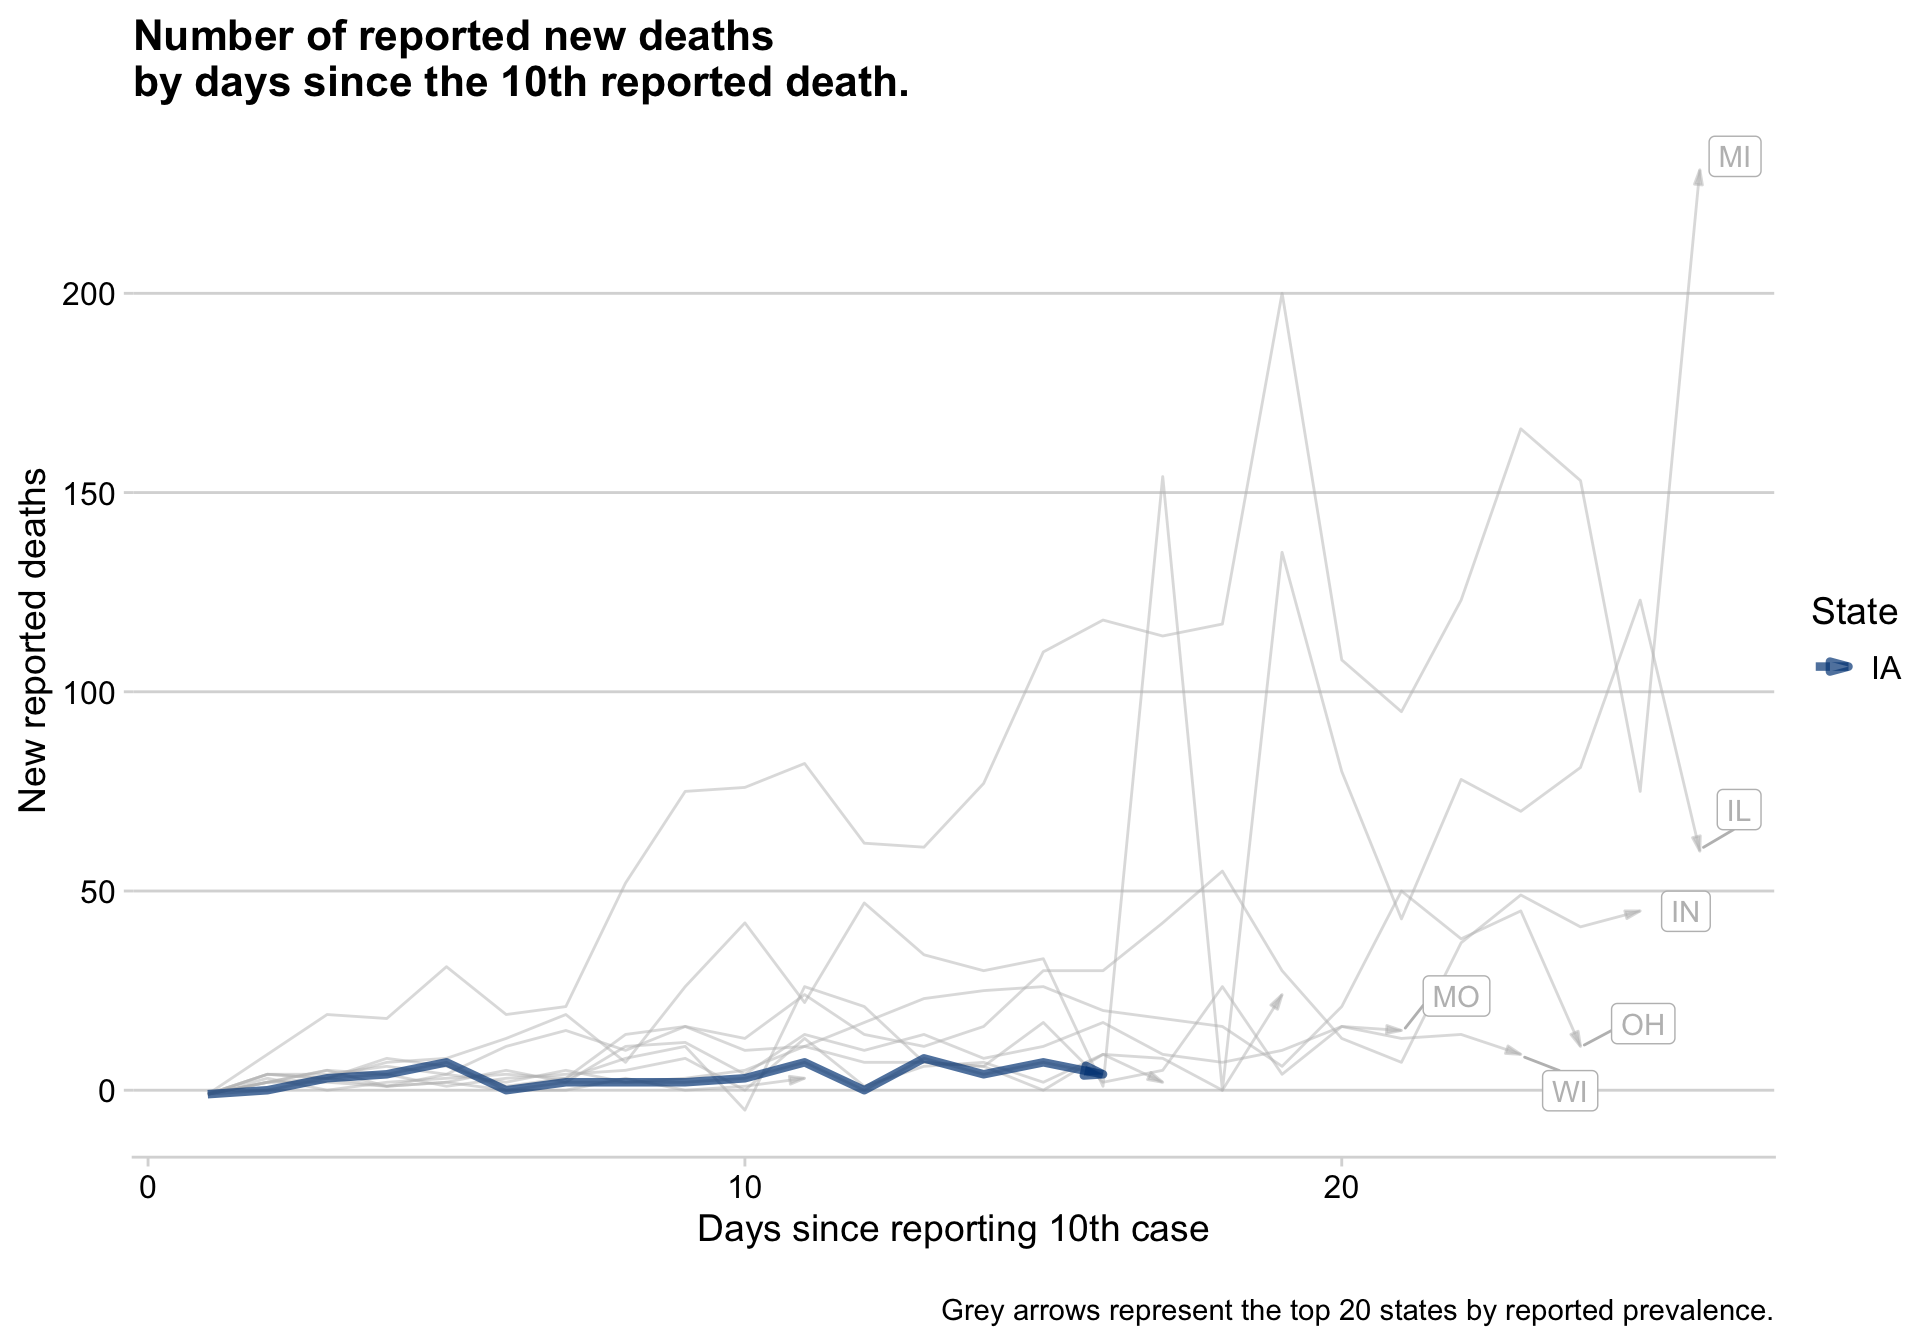 Number of reported new deaths
by days since the 10th reported death.
MI
200
150
100
50
0
New reported deaths
State
IA
IL
IN
MO
OH
WI
0 10 20
Days since reporting 10th case
Grey arrows represent the top 20 states by reported prevalence.